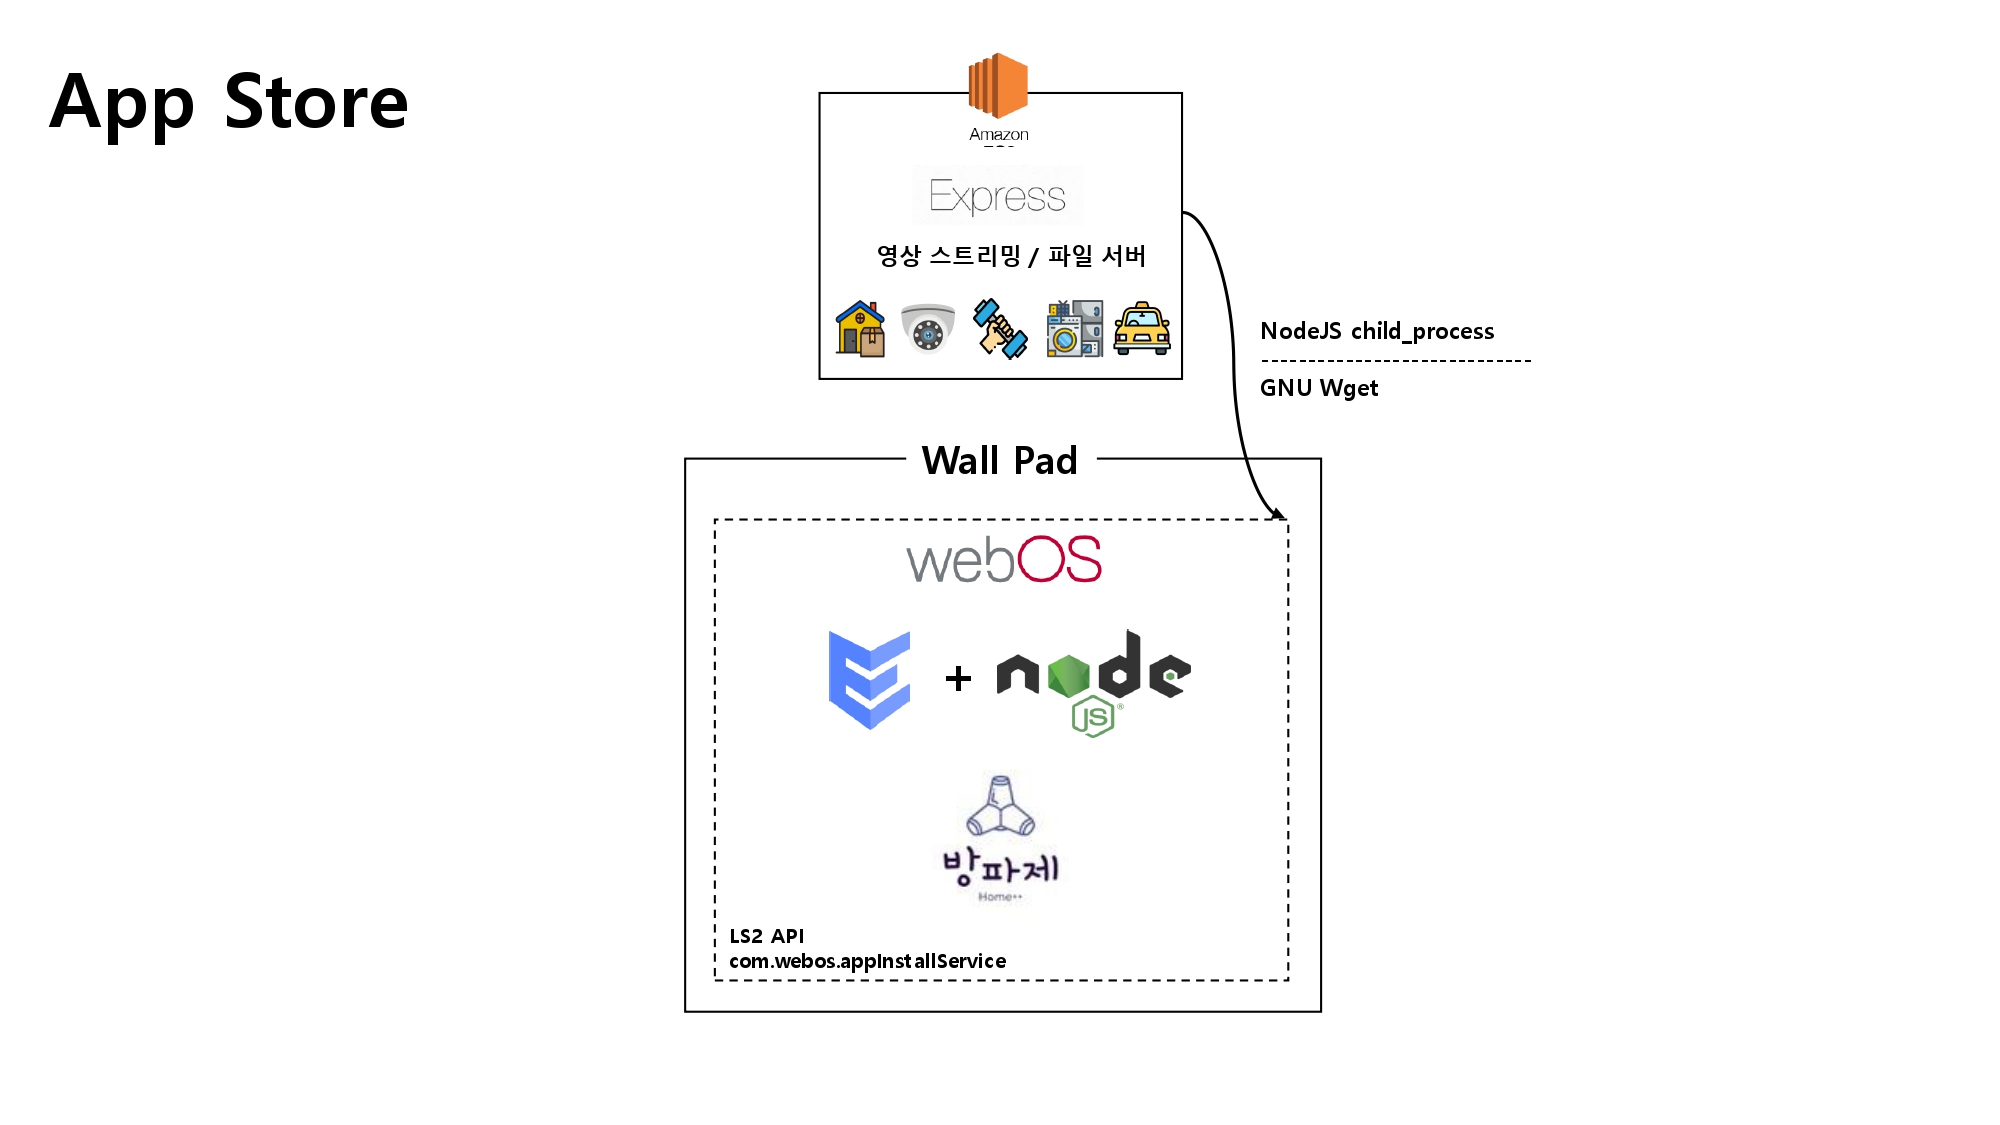 App Store
Amazon
Express
영상 스트리밍 / 파일 서버
NodeJS child_process
GNU Wget
Wall Pad
webOS
+ node
JS ®
방파제
Home++
LS2 API
com.webos.appInstallService